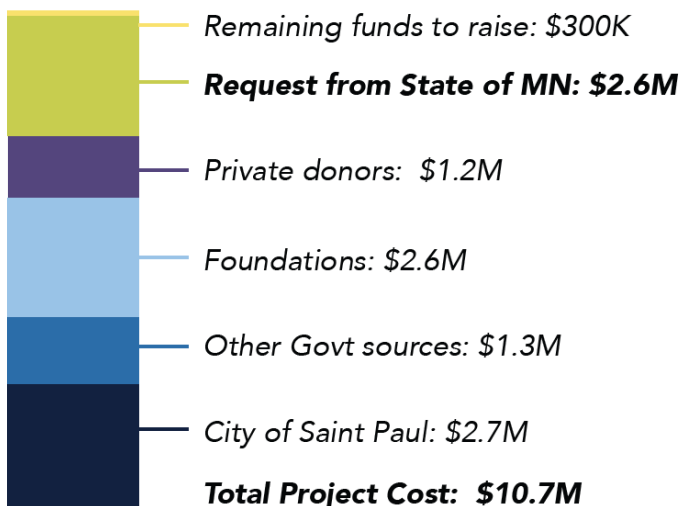 Remaining funds to raise: $300K
Request from State of MN: $2.6M
Private donors: $1.2M
Foundations: $2.6M
Other Govt sources: $1.3M
City of Saint Paul: $2.7M
Total Project Cost: $10.7M